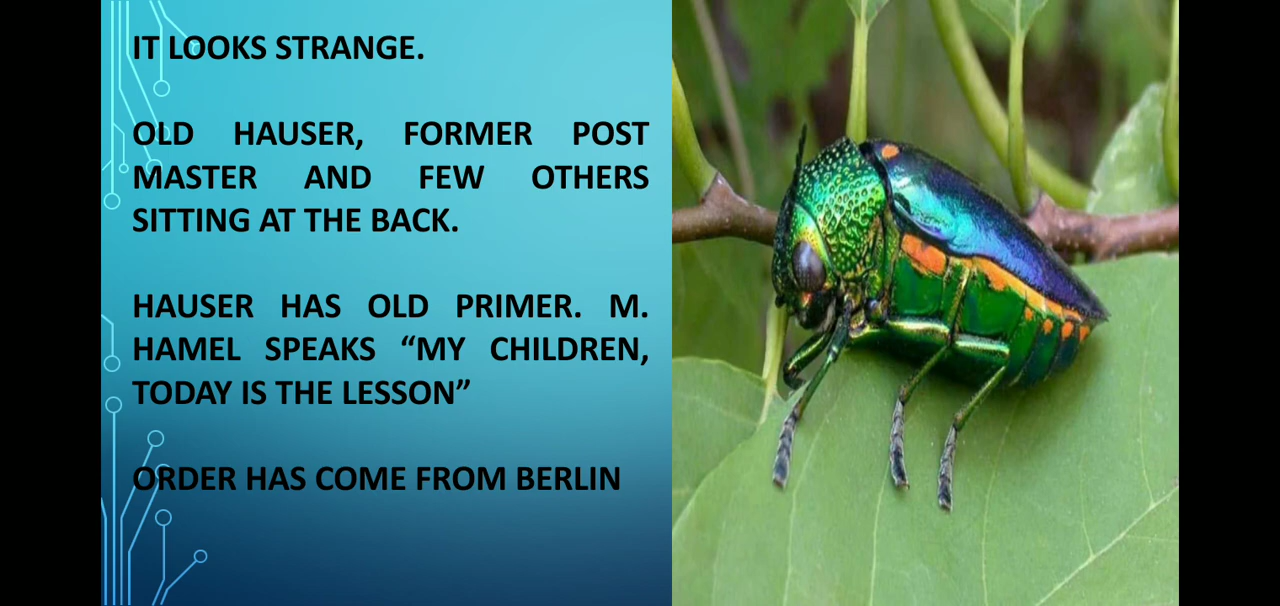 IT LOOKS STRANGE.
OLD HAUSER, FORMER POST
MASTER AND FEW OTHERS
SITTING AT THE BACK.
HAUSER HAS OLD PRIMER. M.
HAMEL SPEAKS “MY CHILDREN,
TODAY IS THE LESSON”
ORDER HAS COME FROM BERLIN